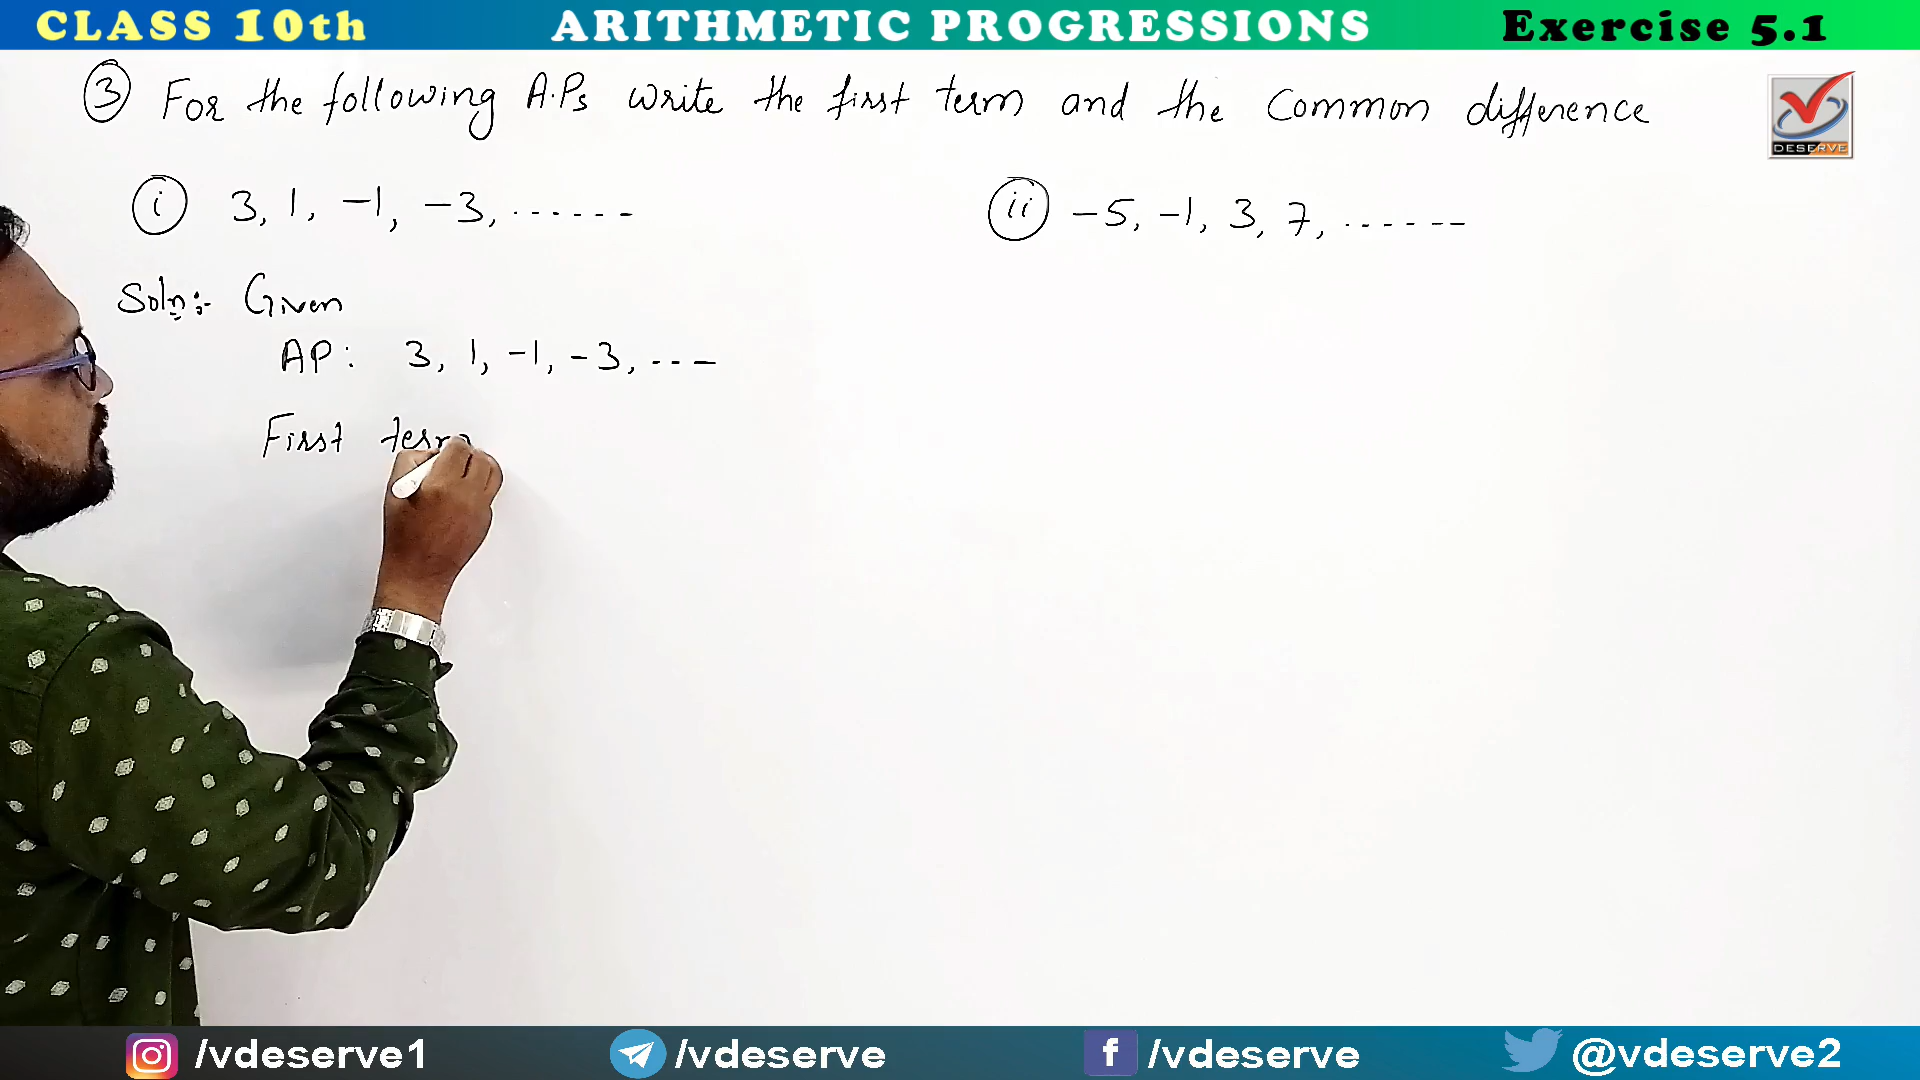 CLASS 10th ARITHMETIC PROGRESSIONS Exercise 5.1
3 For the following A.Ps write the first term and the common difference
DESERVE
i 3, 1, -1, -3, ------
ii -5, -1, 3, 7, ------
Soln:- Given
AP: 3, 1, -1, -3, ---
First term
/vdeserve1 /vdeserve /vdeserve @vdeserve2